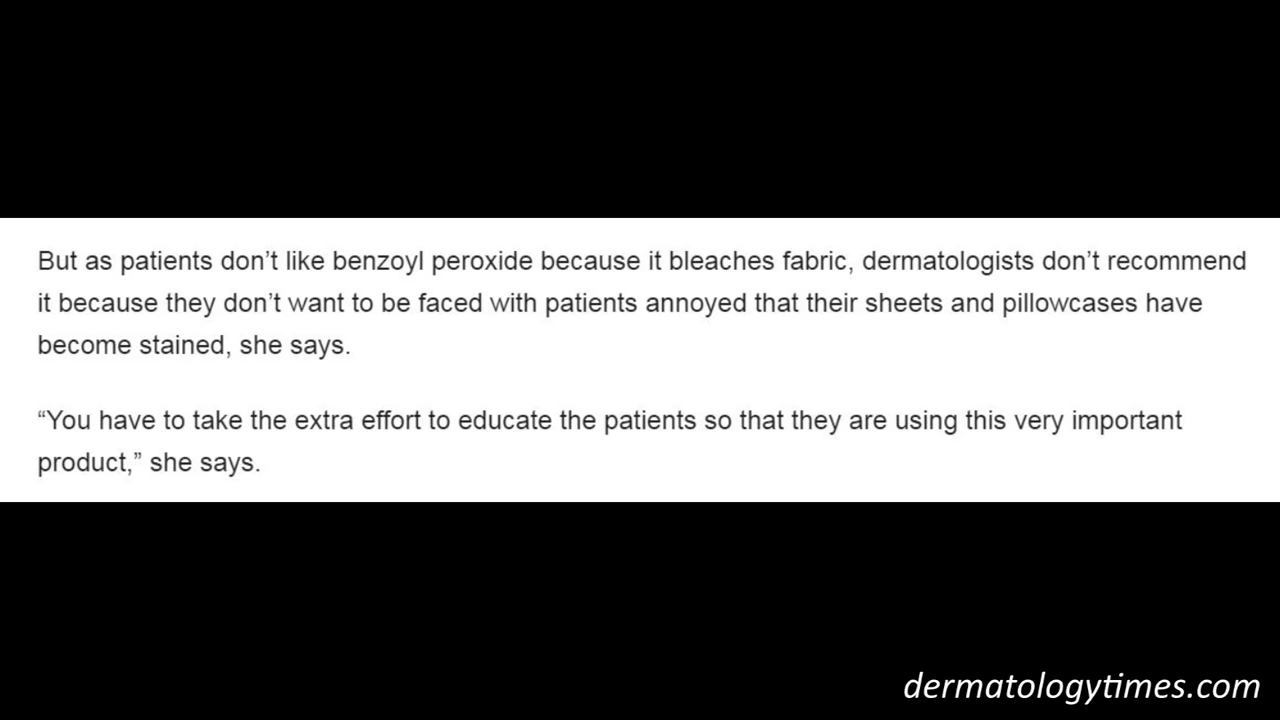 But as patients don’t like benzoyl peroxide because it bleaches fabric, dermatologists don’t recommend
it because they don’t want to be faced with patients annoyed that their sheets and pillowcases have
become stained, she says.
“You have to take the extra effort to educate the patients so that they are using this very important
product,” she says.
dermatologytimes.com